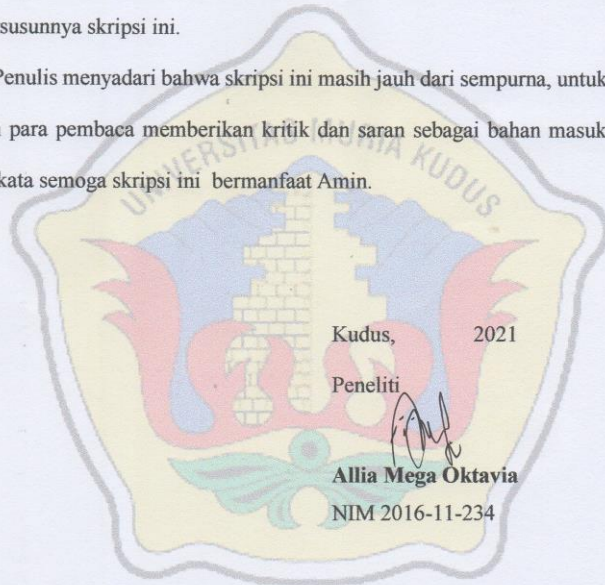 susunnya skripsi ini.
Penulis menyadari bahwa skripsi ini masih jauh dari sempurna, untuk
para pembaca memberikan kritik dan saran sebagai bahan masuk
kata semoga skripsi ini bermanfaat Amin.
UNIVERSITAS MURIA KUDUS
Kudus, 2021
Peneliti
Allia Mega Oktavia
NIM 2016-11-234